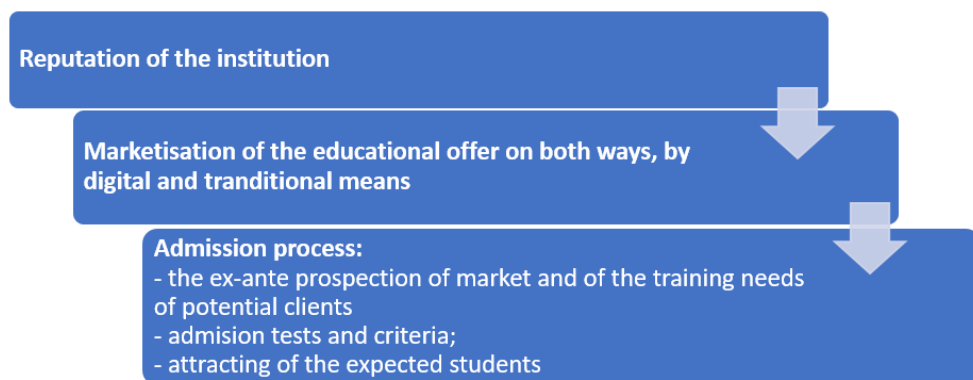 Reputation of the institution
Marketisation of the educational offer on both ways, by
digital and tranditional means
Admission process:
- the ex-ante prospection of market and of the training needs
of potential clients
- admision tests and criteria;
- attracting of the expected students